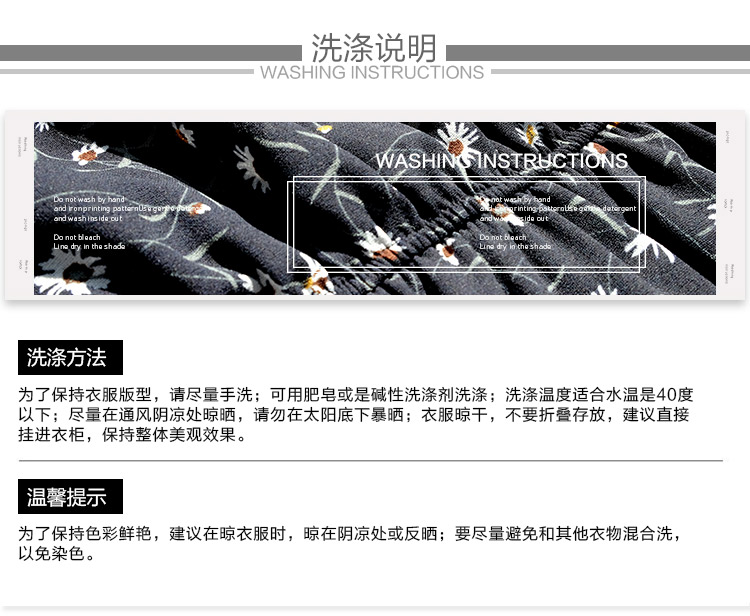 洗涤说明
WASHING INSTRUCTIONS
WASHING INSTRUCTIONS
Do not wash by hand
and iron printing patternUse gentle detergent
and wash inside out
Do not bleach
Line dry in the shade
Do not wash by hand
and iron printing patternUse gentle detergent
and wash inside out
Do not bleach
Line dry in the shade
洗涤方法
为了保持衣服版型，请尽量手洗；可用肥皂或是碱性洗涤剂洗涤；洗涤温度适合水温是40度
以下；尽量在通风阴凉处晾晒，请勿在太阳底下暴晒；衣服晾干，不要折叠存放，建议直接
挂进衣柜，保持整体美观效果。
温馨提示
为了保持色彩鲜艳，建议在晾衣服时，晾在阴凉处或反晒；要尽量避免和其他衣物混合洗，
以免染色。